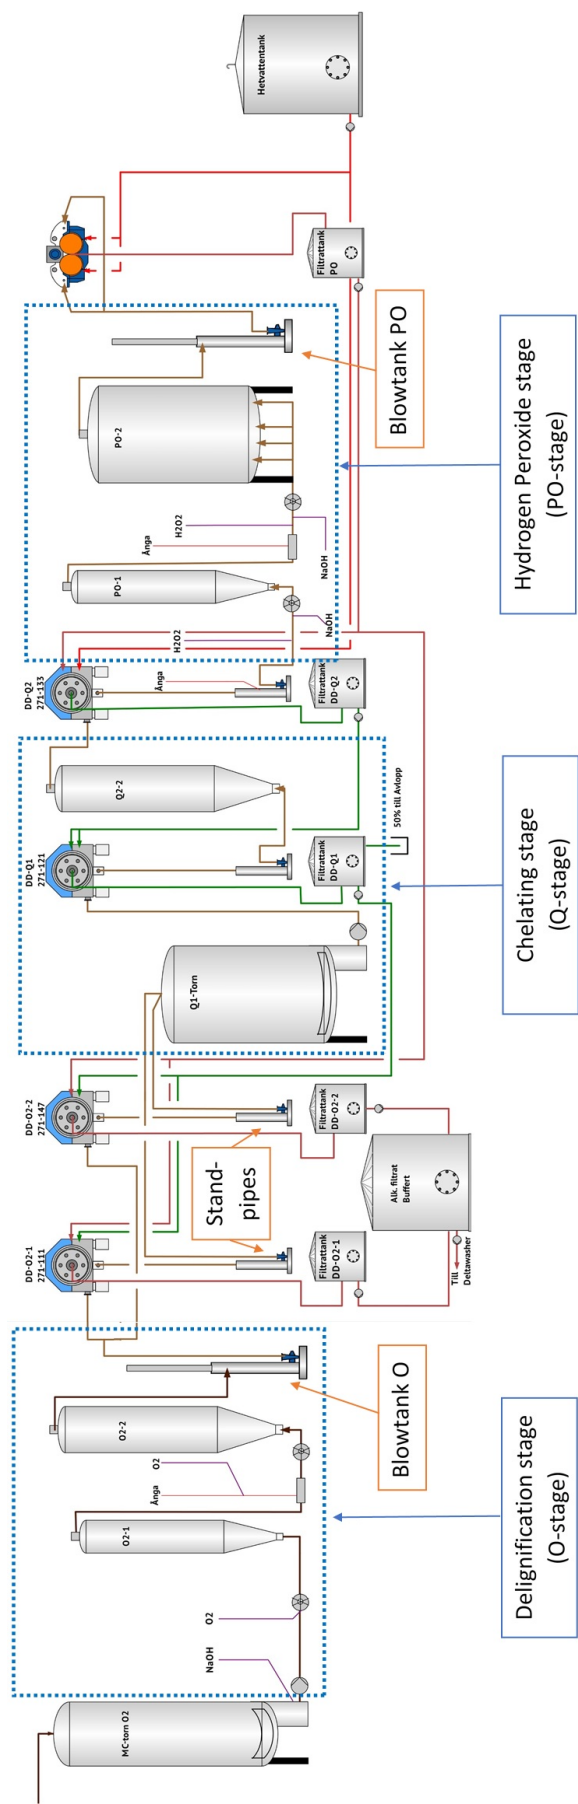 MC-torn O2
NaOH
O2
O2-1
Ånga
O2
O2-2
Blowtank O
Delignification stage
(O-stage)
DD-O2-1
271-111
Filtrattank
DD-O2-1
Till
Deltawasher
Stand-
pipes
Alk. filtrat
Buffert
DD-O2-2
271-147
Filtrattank
DD-O2-2
Q1-Torn
DD-Q1
271-121
Filtrattank
DD-Q1
50% till Avlopp
Q2-2
Chelating stage
(Q-stage)
DD-Q2
271-133
Ånga
Filtrattank
DD-Q2
H2O2
NaOH
PO-1
Ånga
H2O2
NaOH
PO-2
Blowtank PO
Hydrogen Peroxide stage
(PO-stage)
Filtrattank
PO
Hetvattentank